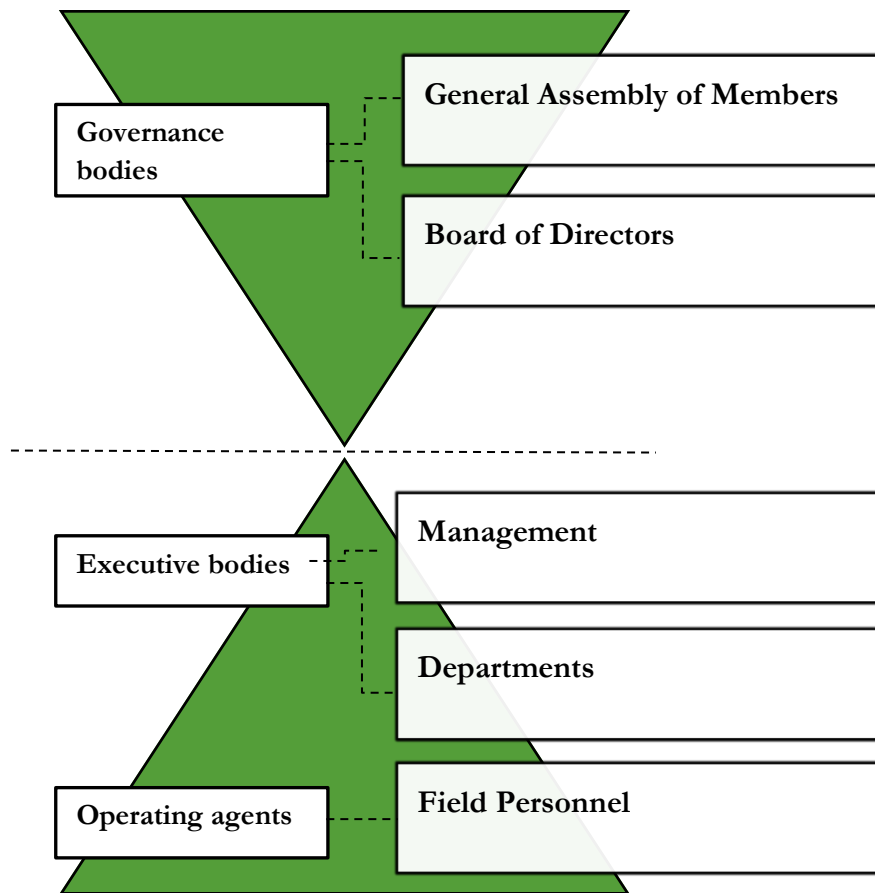 General Assembly of Members
Governance
bodies
Board of Directors
Management
Executive bodies
Departments
Field Personnel
Operating agents